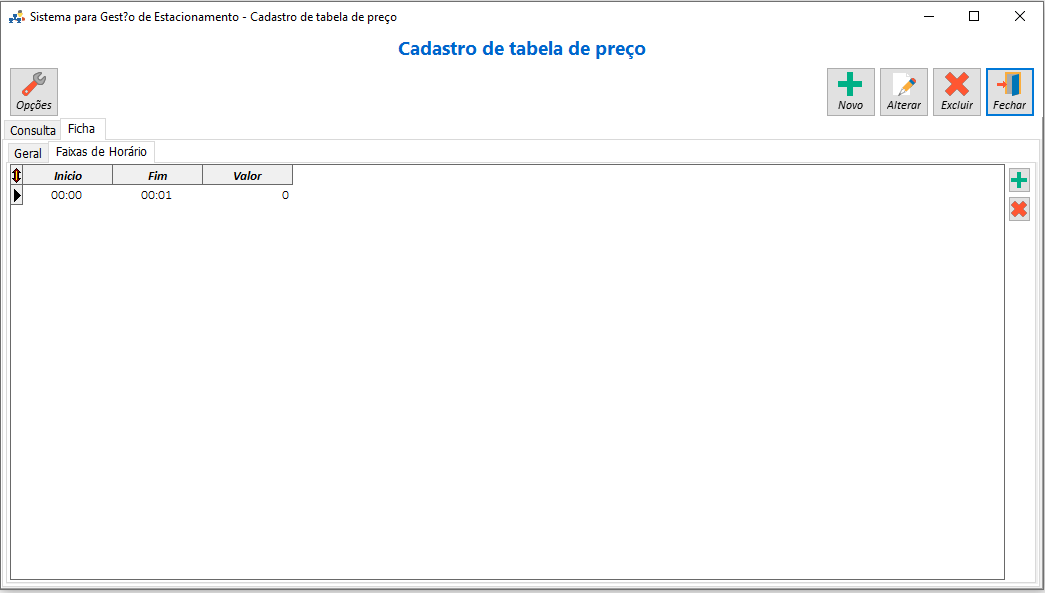 Sistema para Gest?o de Estacionamento - Cadastro de tabela de preço
Cadastro de tabela de preço
Opções
Novo
Alterar
Excluir
Fechar
Consulta
Ficha
Geral
Faixas de Horário
Inicio Fim Valor
00:00 00:01 0